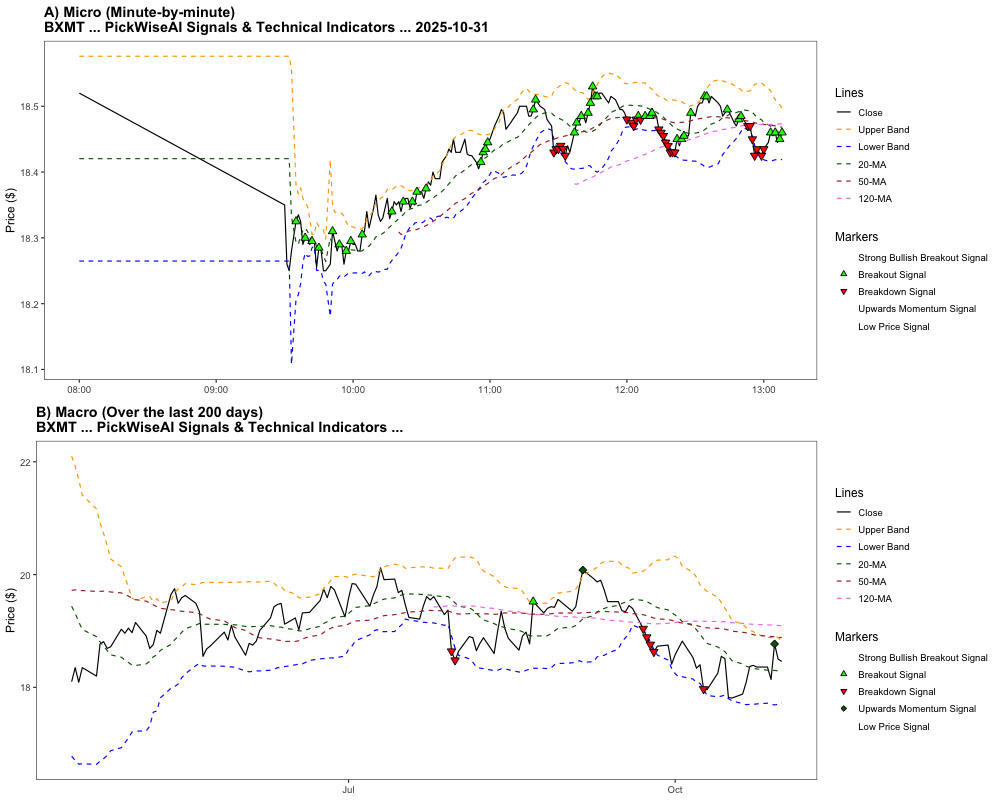 A) Micro (Minute-by-minute)
BXMT ... PickWiseAI Signals & Technical Indicators ... 2025-10-31
Price ($)
18.5
18.4
18.3
18.2
18.1
08:00
09:00
10:00
11:00
12:00
13:00
Lines
Close
Upper Band
Lower Band
20-MA
50-MA
120-MA
Markers
Strong Bullish Breakout Signal
Breakout Signal
Breakdown Signal
Upwards Momentum Signal
Low Price Signal
B) Macro (Over the last 200 days)
BXMT ... PickWiseAI Signals & Technical Indicators ...
Price ($)
22
20
18
Jul
Oct
Lines
Close
Upper Band
Lower Band
20-MA
50-MA
120-MA
Markers
Strong Bullish Breakout Signal
Breakout Signal
Breakdown Signal
Upwards Momentum Signal
Low Price Signal